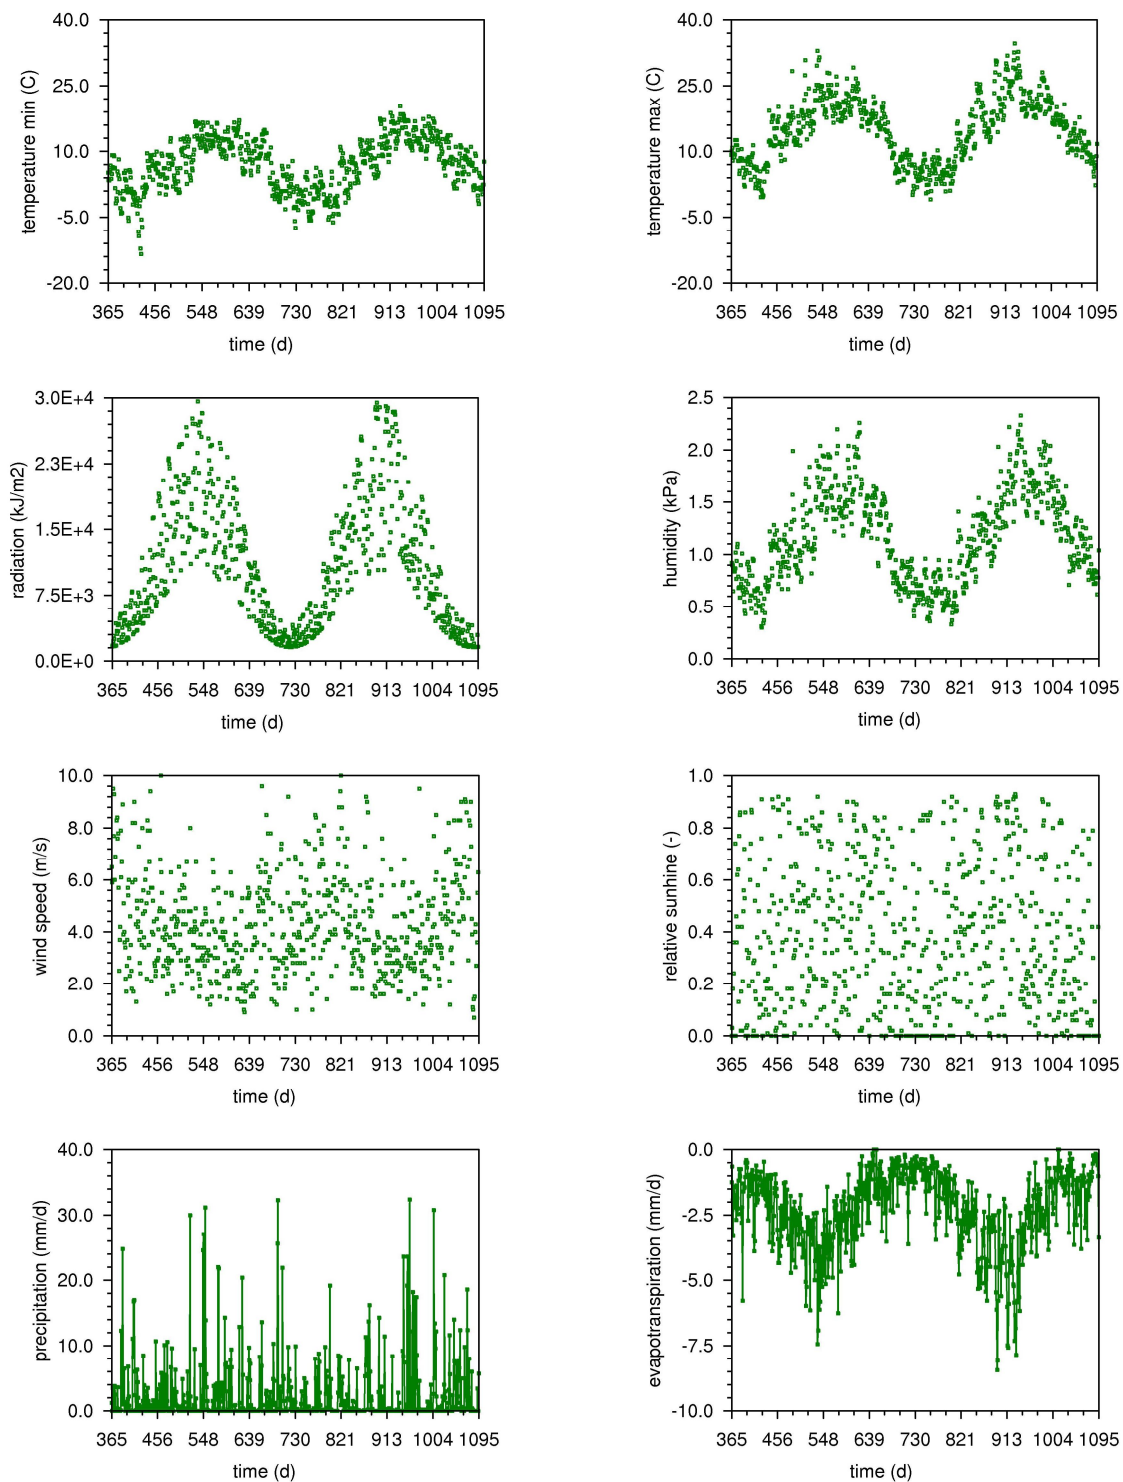 40.0
25.0
10.0
-5.0
-20.0
temperature min (C)
365 456 548 639 730 821 913 1004 1095
time (d)
40.0
25.0
10.0
-5.0
-20.0
temperature max (C)
365 456 548 639 730 821 913 1004 1095
time (d)
3.0E+4
2.3E+4
1.5E+4
7.5E+3
0.0E+0
radiation (kJ/m2)
365 456 548 639 730 821 913 1004 1095
time (d)
2.5
2.0
1.5
1.0
0.5
0.0
humidity (kPa)
365 456 548 639 730 821 913 1004 1095
time (d)
10.0
8.0
6.0
4.0
2.0
0.0
wind speed (m/s)
365 456 548 639 730 821 913 1004 1095
time (d)
1.0
0.8
0.6
0.4
0.2
0.0
relative sunhine (-)
365 456 548 639 730 821 913 1004 1095
time (d)
40.0
30.0
20.0
10.0
0.0
precipitation (mm/d)
365 456 548 639 730 821 913 1004 1095
time (d)
0.0
-2.5
-5.0
-7.5
-10.0
evapotranspiration (mm/d)
365 456 548 639 730 821 913 1004 1095
time (d)